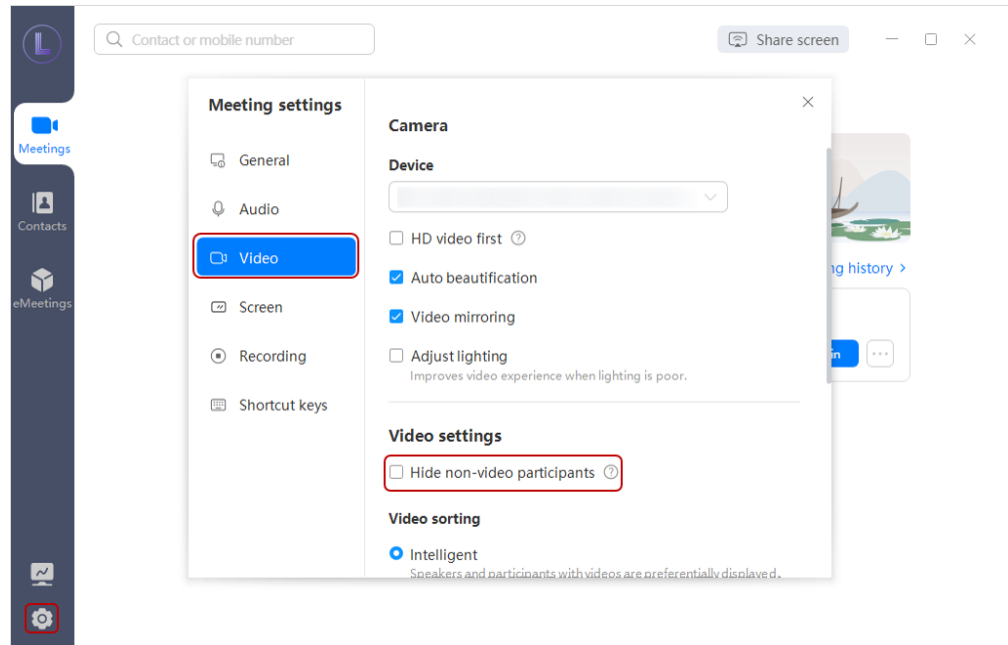 L
Contact or mobile number
Share screen
Meetings
Contacts
eMeetings
Meeting settings
General
Audio
Video
Screen
Recording
Shortcut keys
Camera
Device
HD video first ?
Auto beautification
Video mirroring
Adjust lighting
Improves video experience when lighting is poor.
Video settings
Hide non-video participants ?
Video sorting
Intelligent
Speakers and participants with videos are preferentially displayed.
history >
in